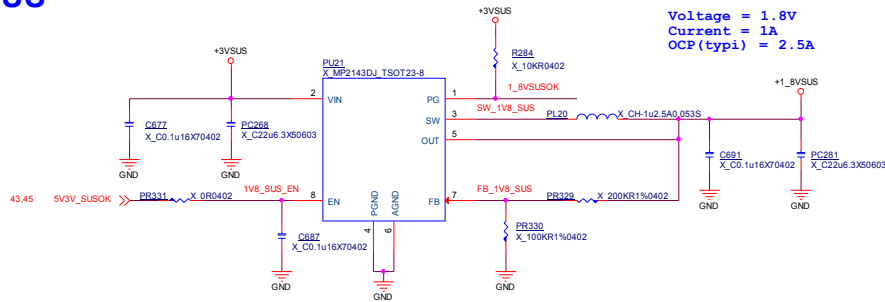 Voltage = 1.8V
Current = 1A
OCP(typi) = 2.5A
+3VSUS
R284
X_10KR0402
+3VSUS
PU21
X_MP2143DJ_TSOT23-8
+1_8VSUS
2
VIN
PG
1
1_8VSUSOK
SW_1V8_SUS
SW
3
PL20
X_CH-1u2.5A0.053S
OUT
5
C677
X_C0.1u16X70402
PC268
X_C22u6.3X50603
C691
X_C0.1u16X70402
PC281
X_C22u6.3X50603
GND
GND
GND
GND
43,45
5V3V_SUSOK
PR331
X_0R0402
1V8_SUS_EN
8
EN
FB
7
FB_1V8_SUS
PR329
X_200KR1%0402
PGND
AGND
4
6
C687
X_C0.1u16X70402
PR330
X_100KR1%0402
GND
GND
GND